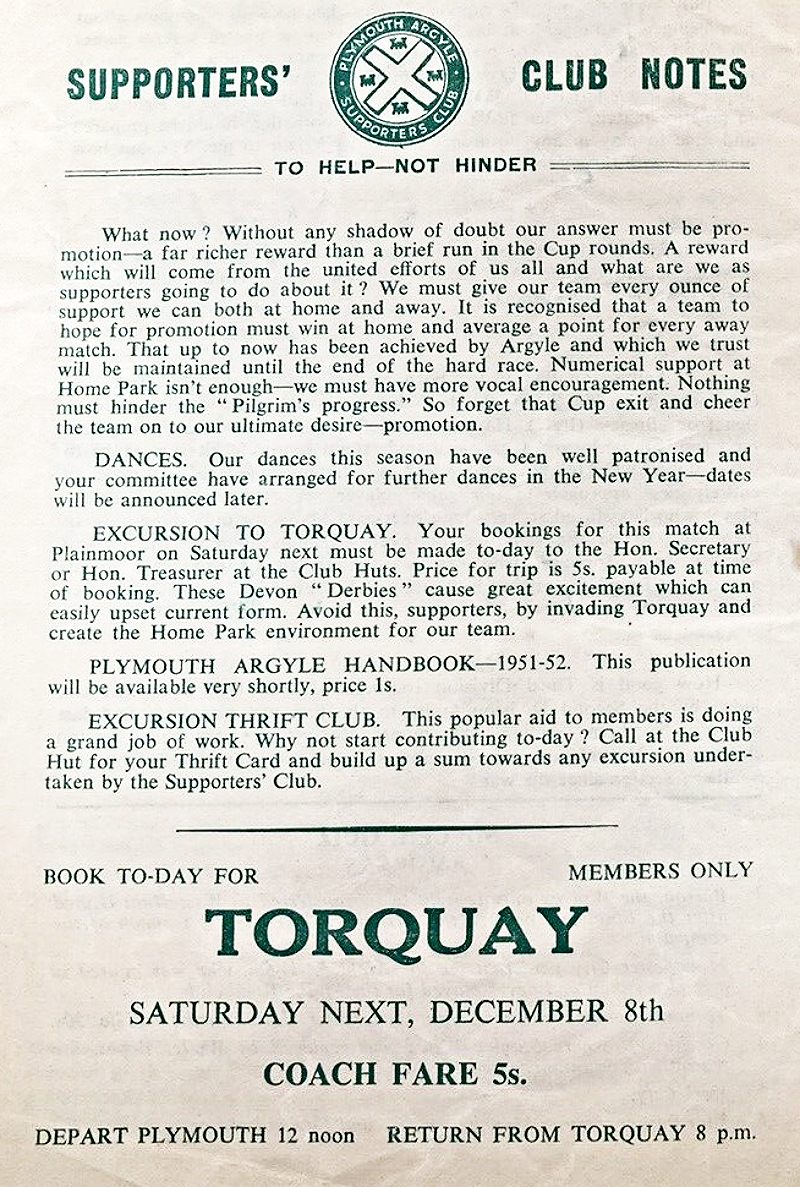 SUPPORTERS' CLUB NOTES
PLYMOUTH ARGYLE
SUPPORTERS CLUB
TO HELP—NOT HINDER
What now? Without any shadow of doubt our answer must be pro-
motion—a far richer reward than a brief run in the Cup rounds. A reward
which will come from the united efforts of us all and what are we as
supporters going to do about it? We must give our team every ounce of
support we can both at home and away. It is recognised that a team to
hope for promotion must win at home and average a point for every away
match. That up to now has been achieved by Argyle and which we trust
will be maintained until the end of the hard race. Numerical support at
Home Park isn't enough—we must have more vocal encouragement. Nothing
must hinder the "Pilgrim's progress." So forget that Cup exit and cheer
the team on to our ultimate desire—promotion.
DANCES. Our dances this season have been well patronised and
your committee have arranged for further dances in the New Year—dates
will be announced later.
EXCURSION TO TORQUAY. Your bookings for this match at
Plainmoor on Saturday next must be made to-day to the Hon. Secretary
or Hon. Treasurer at the Club Huts. Price for trip is 5s. payable at time
of booking. These Devon "Derbies" cause great excitement which can
easily upset current form. Avoid this, supporters, by invading Torquay and
create the Home Park environment for our team.
PLYMOUTH ARGYLE HANDBOOK—1951-52. This publication
will be available very shortly, price 1s.
EXCURSION THRIFT CLUB. This popular aid to members is doing
a grand job of work. Why not start contributing to-day? Call at the Club
Hut for your Thrift Card and build up a sum towards any excursion under-
taken by the Supporters' Club.
BOOK TO-DAY FOR MEMBERS ONLY
TORQUAY
SATURDAY NEXT, DECEMBER 8th
COACH FARE 5s.
DEPART PLYMOUTH 12 noon RETURN FROM TORQUAY 8 p.m.